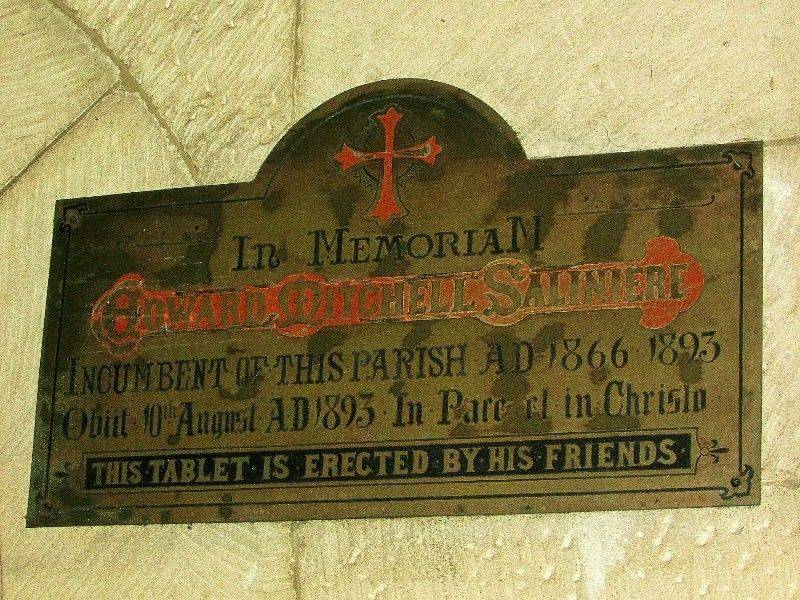 In Memoriam
Edward Mitchell Saliniere
Incumbent of this Parish AD 1866·1893
Obiit·10th August AD 1893·In·Pace·et·in·Christo
THIS·TABLET·IS·ERECTED·BY·HIS·FRIENDS·